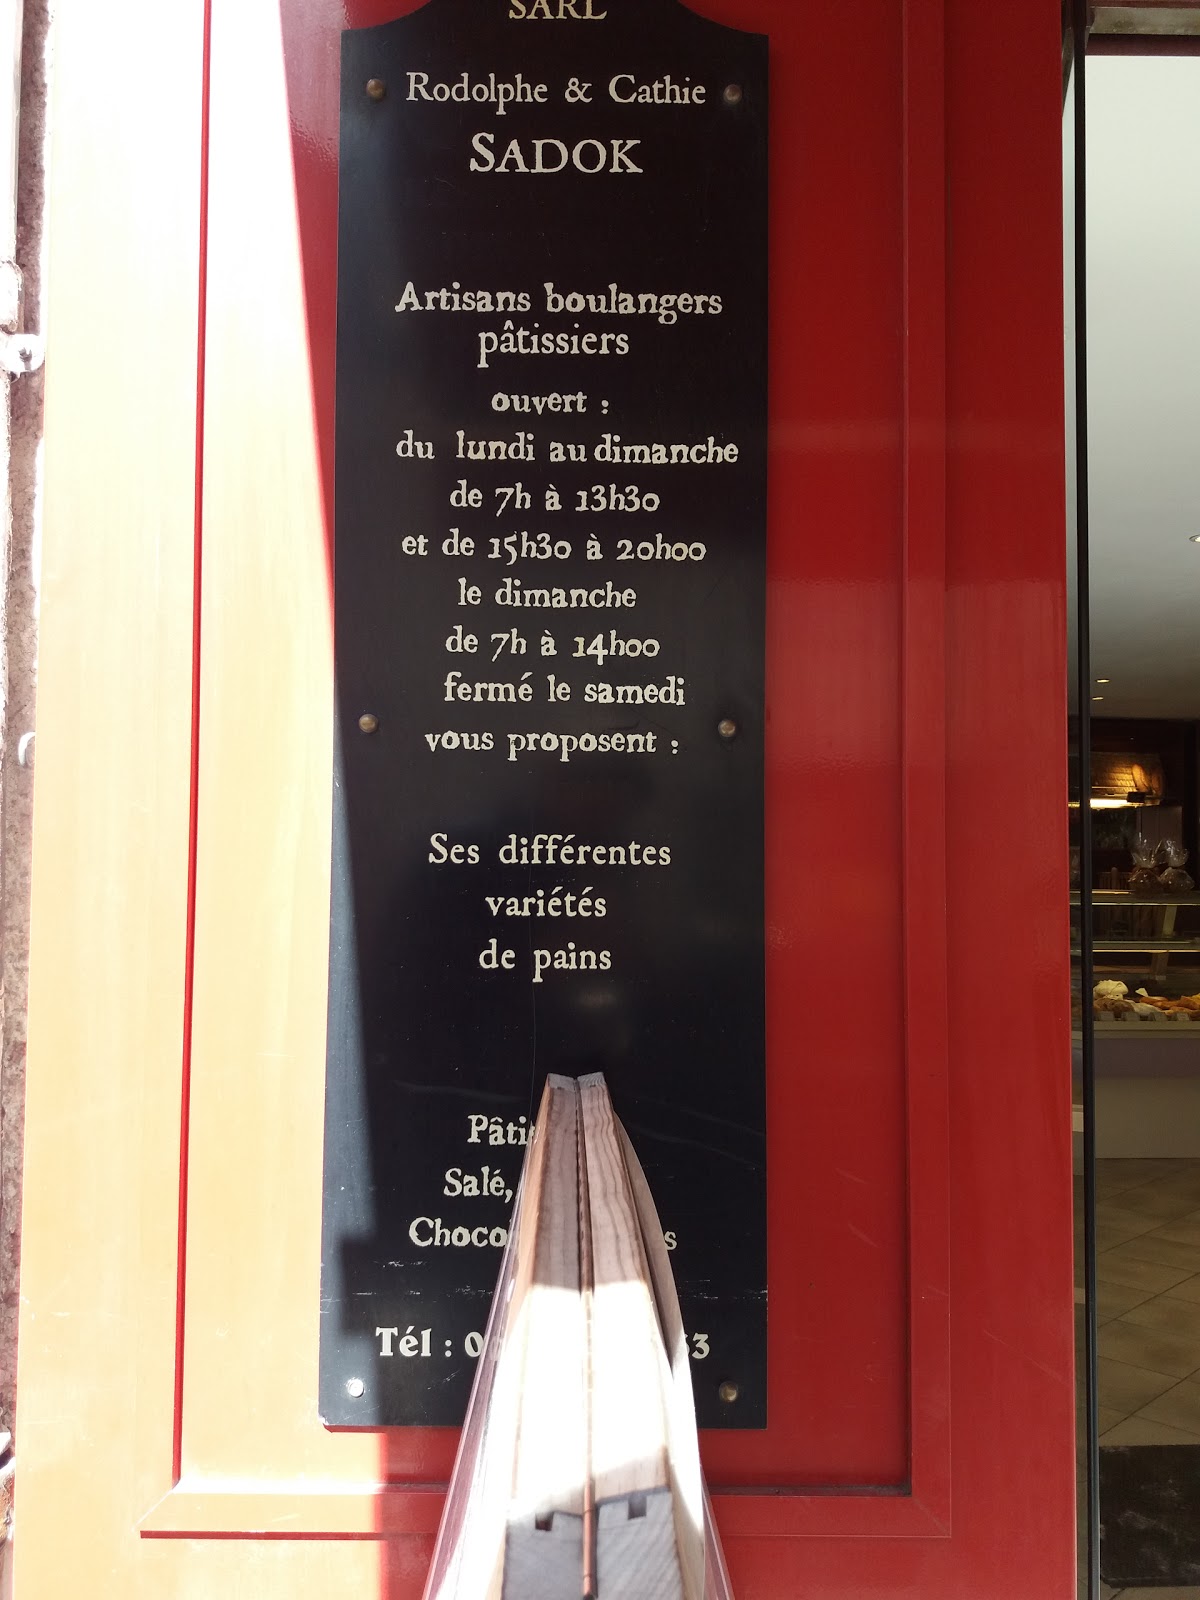 SARL
Rodolphe & Cathie
SADOK
Artisans boulangers
pâtissiers
ouvert :
du lundi au dimanche
de 7h à 13h30
et de 15h30 à 20h00
le dimanche
de 7h à 14h00
fermé le samedi
vous proposent :
Ses différentes
variétés
de pains
Salé,
Tél :